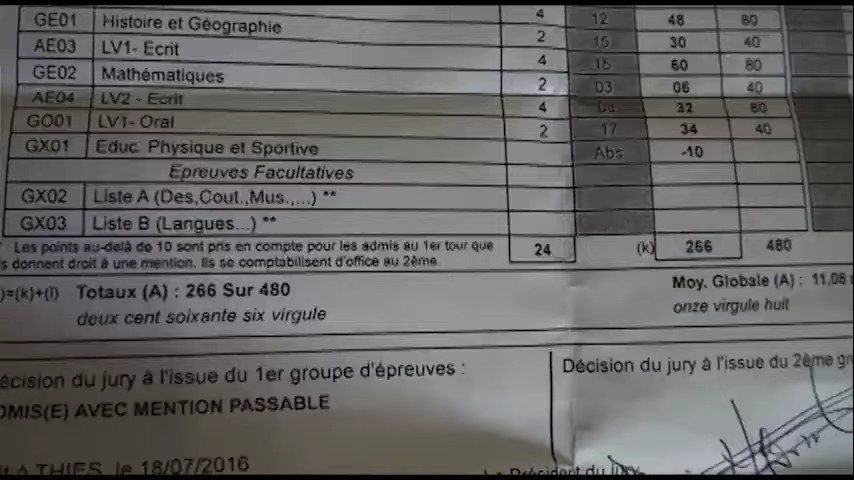 GE01 Histoire et Géographie 4 12 48 80
AE03 LV1- Ecrit 2 15 30 40
GE02 Mathématiques 4 15 60 80
AE04 LV2 - Ecrit 2 03 06 40
GO01 LV1- Oral 4 08 32 80
GX01 Educ. Physique et Sportive 2 17 34 40
Abs -10
Epreuves Facultatives
GX02 Liste A (Des,Cout.,Mus.,...) **
GX03 Liste B (Langues...) **
Les points au-delà de 10 sont pris en compte pour les admis au 1er tour que
donnent droit à une mention. Ils se comptabilisent d'office au 2ème.
24 (k) 266 480
)=(k)+(l) Totaux (A) : 266 Sur 480
deux cent soixante six virgule
Moy. Globale (A) : 11,08
onze virgule huit
écision du jury à l'issue du 1er groupe d'épreuves :
DMIS(E) AVEC MENTION PASSABLE
Décision du jury à l'issue du 2ème gr
à THIES, le 18/07/2016
Le Président du jury